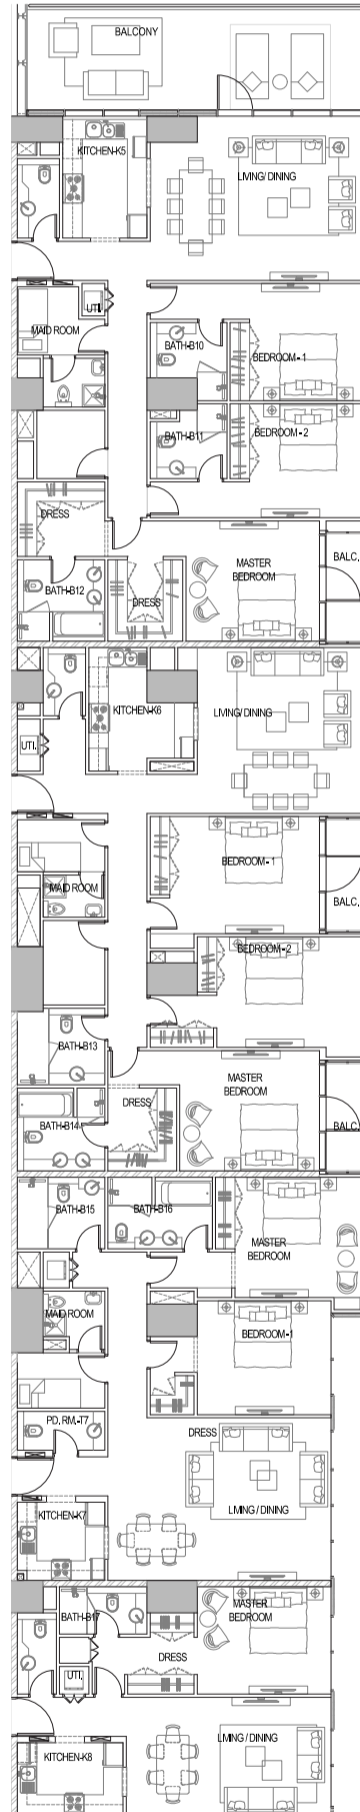 BALCONY
KITCHEN-K5
LIVING/ DINING
UTI.
MAID ROOM
BATH-B10
BEDROOM - 1
BATH-B11
BEDROOM - 2
DRESS
MASTER
BEDROOM
BALC.
BATH-B12
DRESS
KITCHEN-K6
LIVING/ DINING
UTI.
BEDROOM - 1
MAID ROOM
BALC.
BEDROOM - 2
BATH-B13
MASTER
BEDROOM
DRESS
BATH-B14
BALC.
BATH-B15
BATH-B16
MASTER
BEDROOM
MAID ROOM
BEDROOM-1
PD. RM.-T7
DRESS
LIVING / DINING
KITCHEN-K7
BATH-B17
MASTER
BEDROOM
DRESS
UTI.
LIVING / DINING
KITCHEN-K8